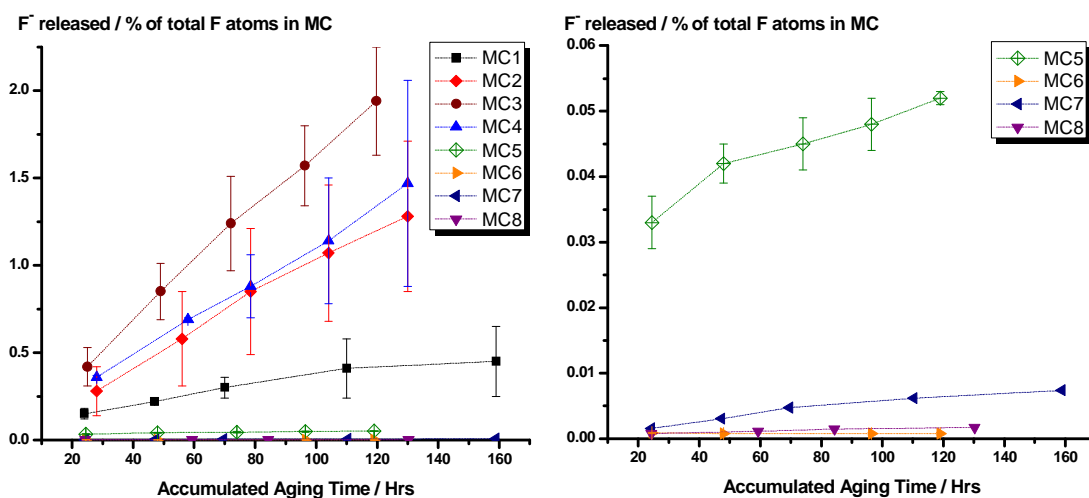 F⁻ released / % of total F atoms in MC
2.0
1.5
1.0
0.5
0.0
20 40 60 80 100 120 140 160
Accumulated Aging Time / Hrs
MC1
MC2
MC3
MC4
MC5
MC6
MC7
MC8
F⁻ released / % of total F atoms in MC
0.06
0.05
0.04
0.03
0.02
0.01
0.00
20 40 60 80 100 120 140 160
Accumulated Aging Time / Hrs
MC5
MC6
MC7
MC8